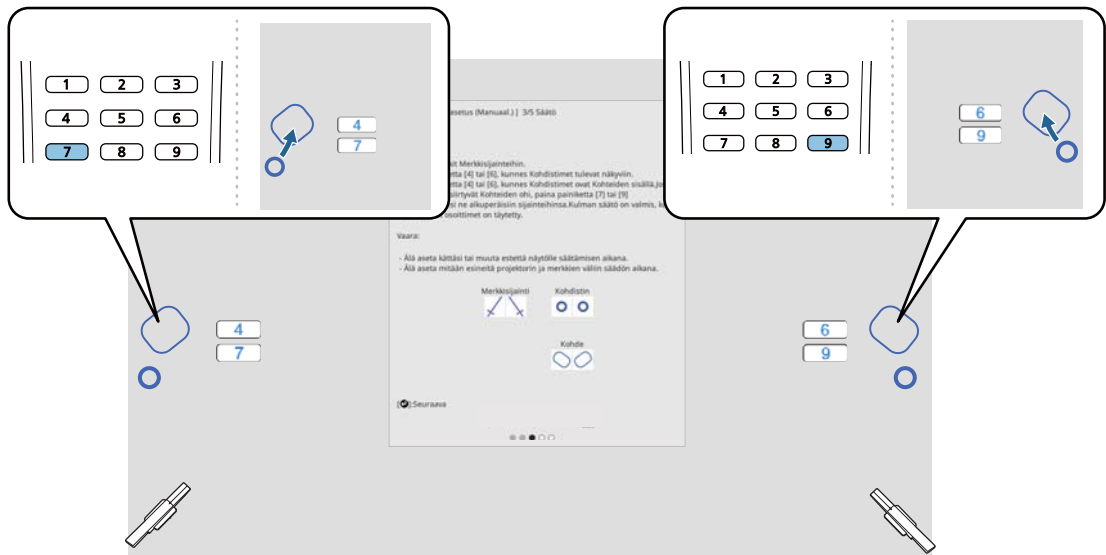 1 2 3
4 5 6
7 8 9
4
7
1 2 3
4 5 6
7 8 9
6
9
asetus (Manuaal.) ] 3/5 Säätö
Merkkisijainteihin.
[4] tai [6], kunnes Kohdistimet tulevat näkyviin.
[4] tai [6], kunnes Kohdistimet ovat Kohteiden sisällä.
Kohteiden ohi, paina painiketta [7] tai [9]
ne alkuperäisiin sijainteihinsa.Kulman säätö on valmis,
osoittimet on täytetty.
Vaara:
- Älä aseta kättäsi tai muuta estettä näytölle säätämisen aikana.
- Älä aseta mitään esineitä projektorin ja merkkien väliin säädön aikana.
Merkkisijainti Kohdistin
Kohde
4
7
6
9
[ ]:Seuraava